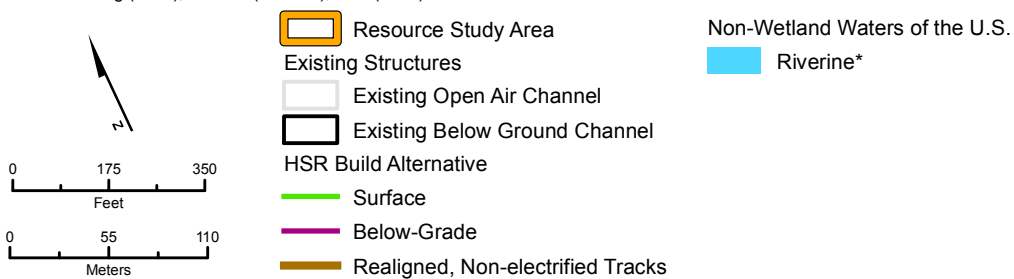 Resource Study Area
Existing Structures
Existing Open Air Channel
Existing Below Ground Channel
HSR Build Alternative
Surface
Below-Grade
Realigned, Non-electrified Tracks
Non-Wetland Waters of the U.S.
Riverine*
N
0 175 350
Feet
0 55 110
Meters